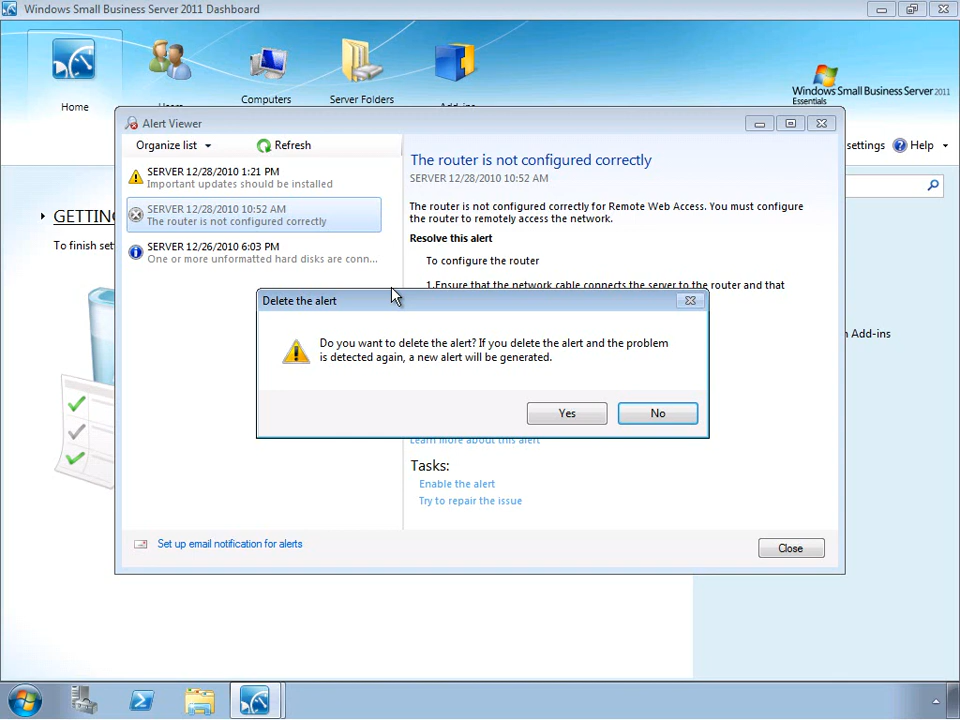 Windows Small Business Server 2011 Dashboard
Home
Computers
Server Folders
Windows Small Business Server 2011
Essentials
Alert Viewer
settings
Help
Organize list
Refresh
SERVER 12/28/2010 1:21 PM
Important updates should be installed
SERVER 12/28/2010 10:52 AM
The router is not configured correctly
SERVER 12/26/2010 6:03 PM
One or more unformatted hard disks are conn...
The router is not configured correctly
SERVER 12/28/2010 10:52 AM
The router is not configured correctly for Remote Web Access. You must configure
the router to remotely access the network.
Resolve this alert
To configure the router
1.Ensure that the network cable connects the server to the router and that
GETTIN
To finish set
Add-ins
Delete the alert
Do you want to delete the alert? If you delete the alert and the problem
is detected again, a new alert will be generated.
Yes
No
Learn more about this alert
Tasks:
Enable the alert
Try to repair the issue
Set up email notification for alerts
Close